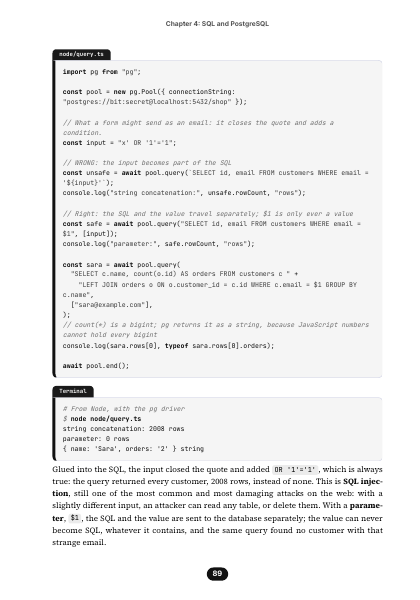 Chapter 4: SQL and PostgreSQL
node/query.ts
import pg from "pg";
const pool = new pg.Pool({ connectionString:
"postgres://bit:secret@localhost:5432/shop" });
// What a form might send as an email: it closes the quote and adds a
condition.
const input = "x' OR '1'='1";
// WRONG: the input becomes part of the SQL
const unsafe = await pool.query(`SELECT id, email FROM customers WHERE email =
'${input}'`);
console.log("string concatenation:", unsafe.rowCount, "rows");
// Right: the SQL and the value travel separately; $1 is only ever a value
const safe = await pool.query("SELECT id, email FROM customers WHERE email =
$1", [input]);
console.log("parameter:", safe.rowCount, "rows");
const sara = await pool.query(
"SELECT c.name, count(o.id) AS orders FROM customers c " +
"LEFT JOIN orders o ON o.customer_id = c.id WHERE c.email = $1 GROUP BY
c.name",
["sara@example.com"],
);
// count(*) is a bigint; pg returns it as a string, because JavaScript numbers
cannot hold every bigint
console.log(sara.rows[0], typeof sara.rows[0].orders);
await pool.end();
Terminal
# From Node, with the pg driver
$ node node/query.ts
string concatenation: 2008 rows
parameter: 0 rows
{ name: 'Sara', orders: '2' } string
Glued into the SQL, the input closed the quote and added OR '1'='1', which is always
true: the query returned every customer, 2008 rows, instead of none. This is SQL injec-
tion, still one of the most common and most damaging attacks on the web: with a
slightly different input, an attacker can read any table, or delete them. With a parame-
ter, $1, the SQL and the value are sent to the database separately; the value can never
become SQL, whatever it contains, and the same query found no customer with that
strange email.
89